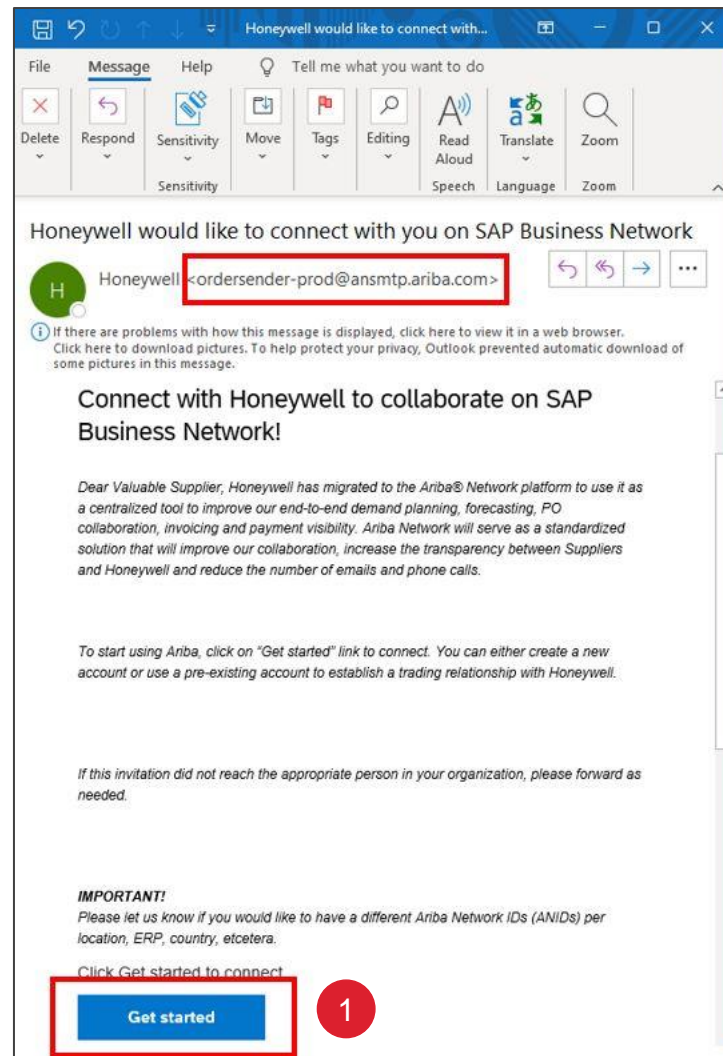 Honeywell would like to connect with...
File Message Help Tell me what you want to do
Delete Respond Sensitivity Move Tags Editing Read Aloud Translate Zoom
Sensitivity Speech Language Zoom
Honeywell would like to connect with you on SAP Business Network
H
Honeywell <ordersender-prod@ansmtp.ariba.com>
If there are problems with how this message is displayed, click here to view it in a web browser.
Click here to download pictures. To help protect your privacy, Outlook prevented automatic download of
some pictures in this message.
Connect with Honeywell to collaborate on SAP
Business Network!
Dear Valuable Supplier, Honeywell has migrated to the Ariba® Network platform to use it as
a centralized tool to improve our end-to-end demand planning, forecasting, PO
collaboration, invoicing and payment visibility. Ariba Network will serve as a standardized
solution that will improve our collaboration, increase the transparency between Suppliers
and Honeywell and reduce the number of emails and phone calls.
To start using Ariba, click on "Get started" link to connect. You can either create a new
account or use a pre-existing account to establish a trading relationship with Honeywell.
If this invitation did not reach the appropriate person in your organization, please forward as
needed.
IMPORTANT!
Please let us know if you would like to have a different Ariba Network IDs (ANIDs) per
location, ERP, country, etcetera.
Click Get started to connect
Get started
1